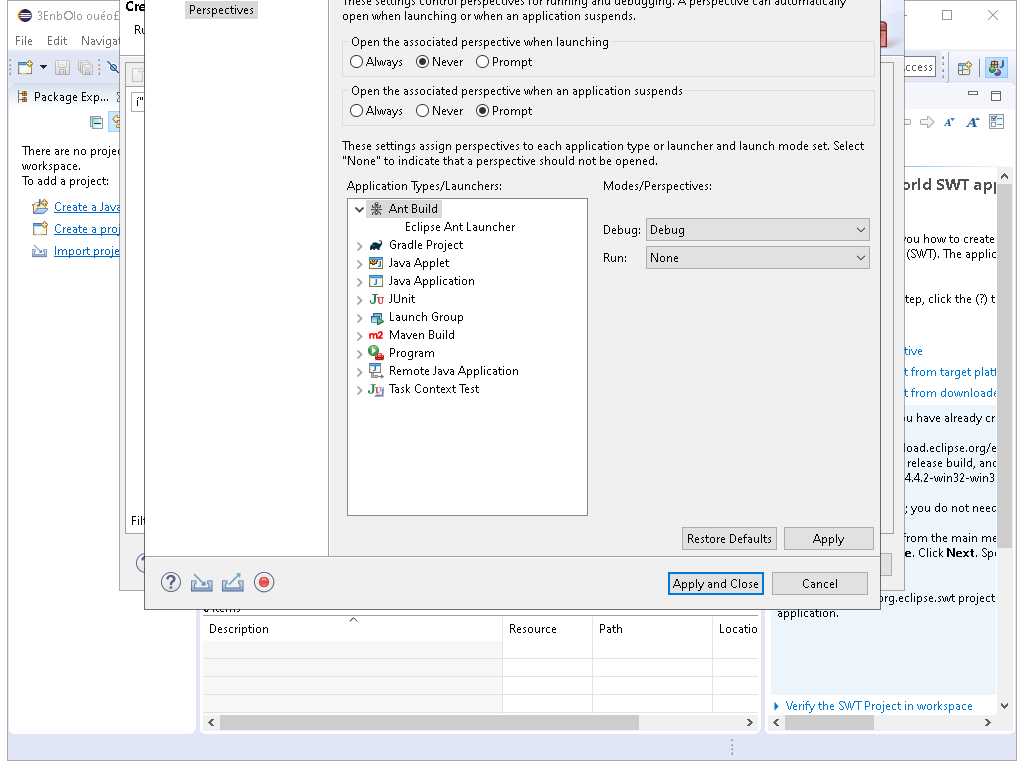 3EnbOlo ouéof
Cre
Perspectives
These settings control perspectives for running and debugging. A perspective can automatically
open when launching or when an application suspends.
File Edit Naviga
Ru
Open the associated perspective when launching
Always Never Prompt
ccess
Package Exp...
Open the associated perspective when an application suspends
Always Never Prompt
There are no proje
workspace.
To add a project:
Create a Java
Create a proj
Import proje
These settings assign perspectives to each application type or launcher and launch mode set. Select
"None" to indicate that a perspective should not be opened.
Application Types/Launchers:
Modes/Perspectives:
Ant Build
Eclipse Ant Launcher
Gradle Project
Java Applet
Java Application
JUnit
Launch Group
Maven Build
Program
Remote Java Application
Task Context Test
Debug: Debug
Run: None
orld SWT app
you how to create
(SWT). The applic
tep, click the (?) t
tive
t from target platf
t from downloade
ou have already cr
load.eclipse.org/e
release build, and
4.4.2-win32-win3
; you do not need
from the main me
e. Click Next. Spe
Filt
Restore Defaults Apply
Apply and Close Cancel
org.eclipse.swt project
application.
Description Resource Path Locatio
Verify the SWT Project in workspace